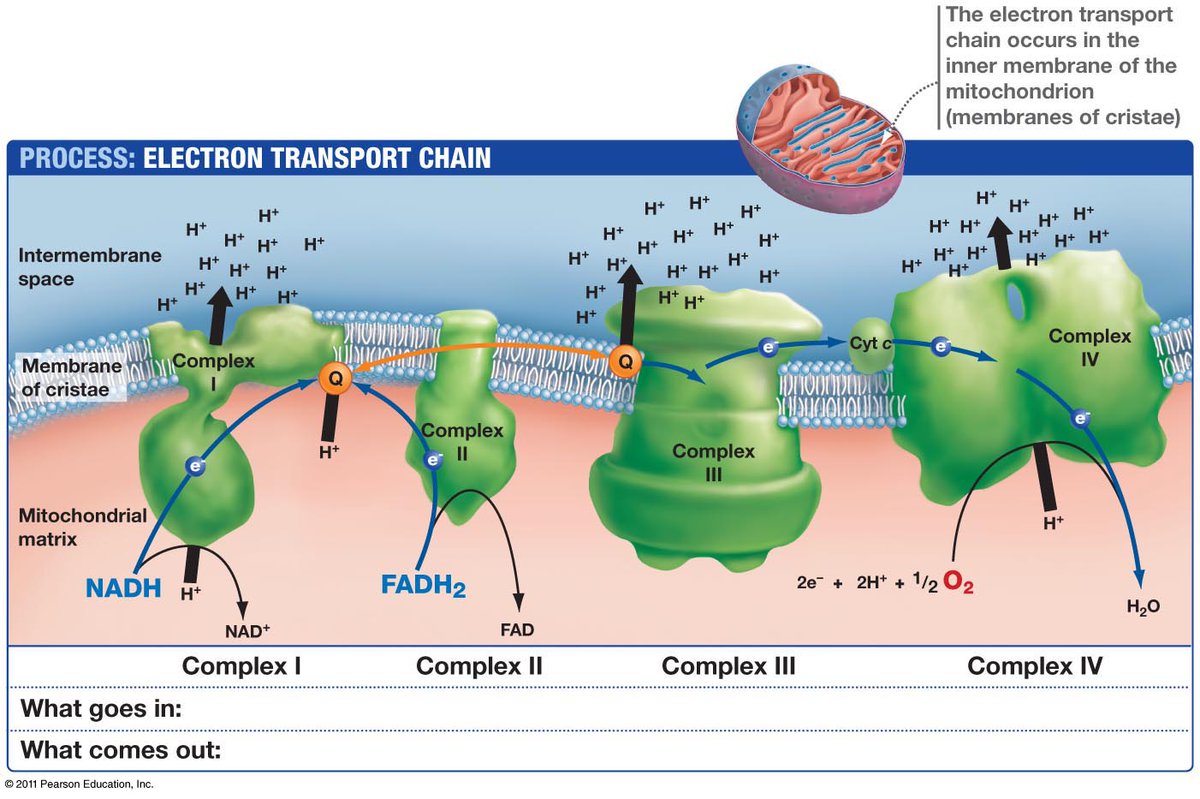 The electron transport
chain occurs in the
inner membrane of the
mitochondrion
(membranes of cristae)
PROCESS: ELECTRON TRANSPORT CHAIN
Intermembrane
space
H⁺ H⁺ H⁺ H⁺ H⁺ H⁺ H⁺ H⁺ H⁺ H⁺ H⁺
H⁺ H⁺ H⁺ H⁺ H⁺ H⁺ H⁺ H⁺ H⁺ H⁺ H⁺ H⁺ H⁺ H⁺ H⁺ H⁺ H⁺
H⁺ H⁺ H⁺ H⁺ H⁺ H⁺ H⁺ H⁺ H⁺ H⁺ H⁺ H⁺ H⁺
Membrane
of cristae
Complex
I
Q
Q
e⁻
Cyt c
e⁻
Complex
IV
H⁺
Complex
II
e⁻
e⁻
Complex
III
e⁻
Mitochondrial
matrix
H⁺
NADH
H⁺
NAD⁺
FADH₂
FAD
2e⁻ + 2H⁺ + 1/2 O₂
H₂O
Complex I Complex II Complex III Complex IV
What goes in:
What comes out:
© 2011 Pearson Education, Inc.